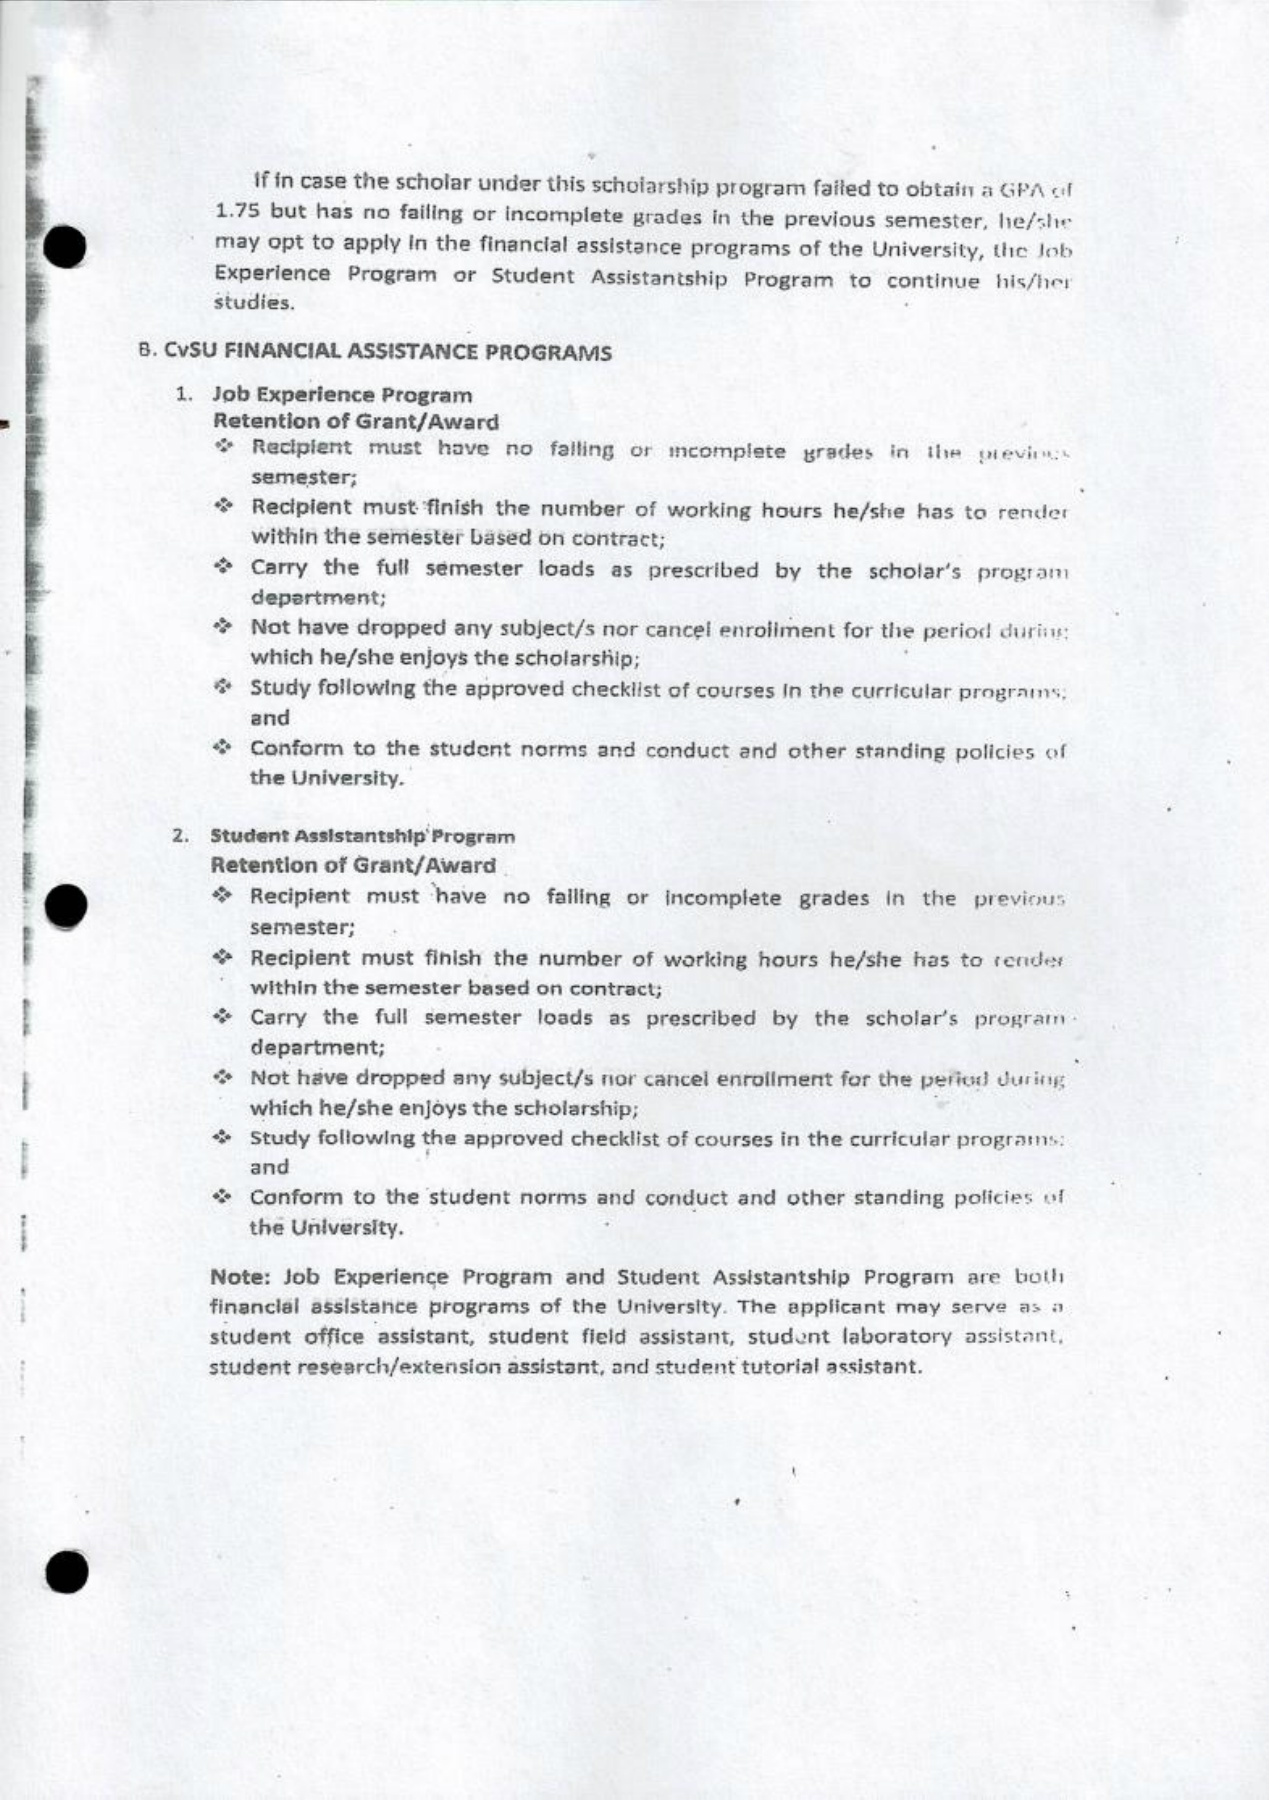 If in case the scholar under this scholarship program failed to obtain a GPA of
1.75 but has no failing or incomplete grades in the previous semester, he/she
may opt to apply in the financial assistance programs of the University, the Job
Experience Program or Student Assistantship Program to continue his/her
studies.
B. CvSU FINANCIAL ASSISTANCE PROGRAMS
1. Job Experience Program
Retention of Grant/Award
❖ Recipient must have no failing or incomplete grades in the previous
semester;
❖ Recipient must finish the number of working hours he/she has to render
within the semester based on contract;
❖ Carry the full semester loads as prescribed by the scholar's program
department;
❖ Not have dropped any subject/s nor cancel enrollment for the period during
which he/she enjoys the scholarship;
❖ Study following the approved checklist of courses in the curricular programs;
and
❖ Conform to the student norms and conduct and other standing policies of
the University.
2. Student Assistantship Program
Retention of Grant/Award
❖ Recipient must have no failing or incomplete grades in the previous
semester;
❖ Recipient must finish the number of working hours he/she has to render
within the semester based on contract;
❖ Carry the full semester loads as prescribed by the scholar's program
department;
❖ Not have dropped any subject/s nor cancel enrollment for the period during
which he/she enjoys the scholarship;
❖ Study following the approved checklist of courses in the curricular programs;
and
❖ Conform to the student norms and conduct and other standing policies of
the University.
Note: Job Experience Program and Student Assistantship Program are both
financial assistance programs of the University. The applicant may serve as a
student office assistant, student field assistant, student laboratory assistant,
student research/extension assistant, and student tutorial assistant.